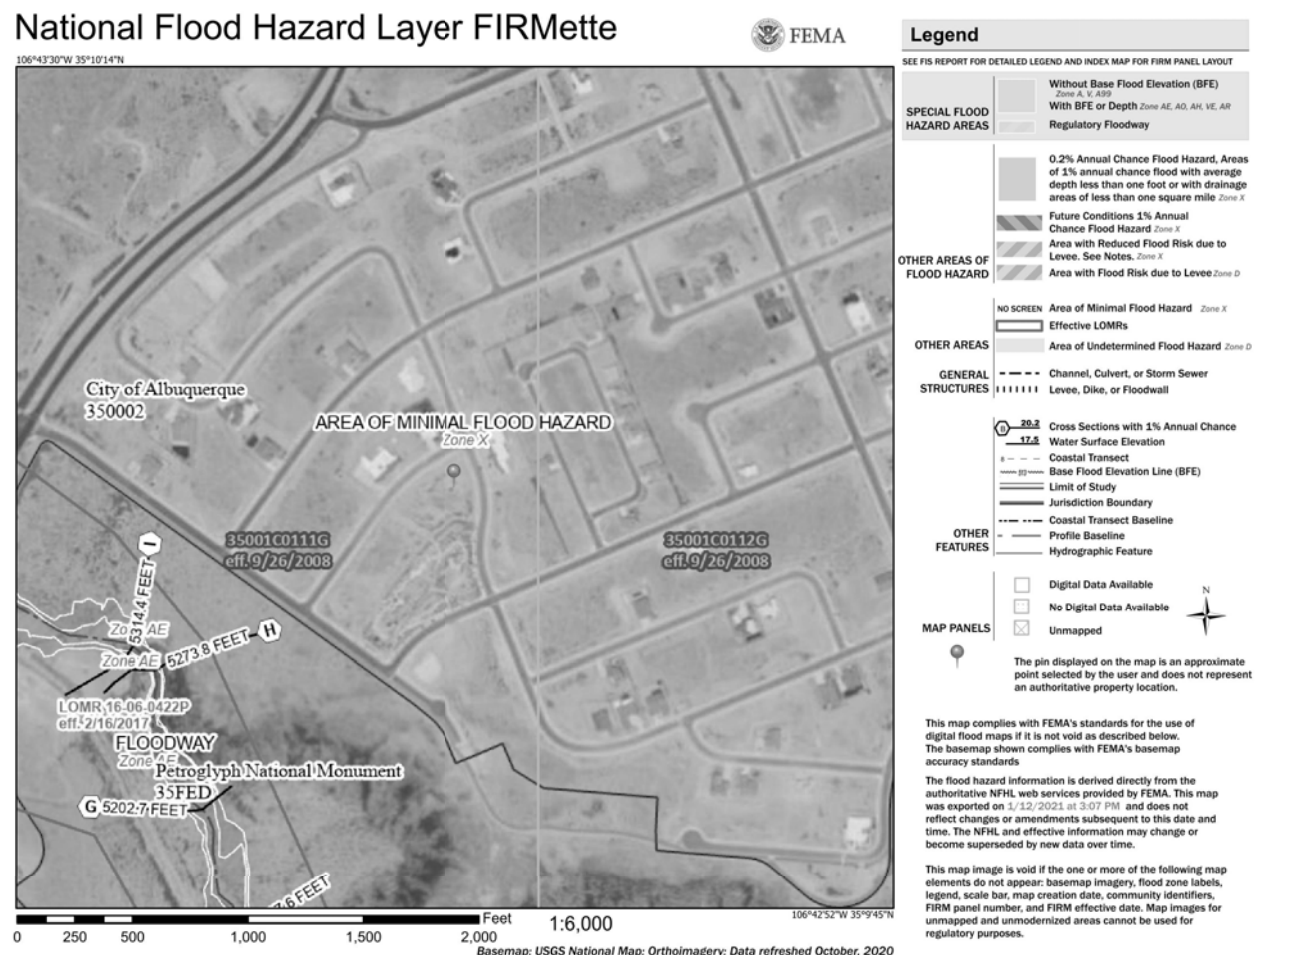 National Flood Hazard Layer FIRMette
FEMA
106°43'30"W 35°10'14"N
City of Albuquerque
350002
AREA OF MINIMAL FLOOD HAZARD
Zone X
35001C0111G
eff. 9/26/2008
35001C0112G
eff. 9/26/2008
I
5314.4 FEET
AE
H
5273.8 FEET
Zone AE
LOMR 16-06-0422P
eff. 2/16/2017
FLOODWAY
Zone AE
Petroglyph National Monument
35FED
G 5202.7 FEET
7.6 FEET
106°42'52"W 35°9'45"N
Feet
1:6,000
0 250 500 1,000 1,500 2,000
Basemap: USGS National Map: Orthoimagery: Data refreshed October, 2020
Legend
SEE FIS REPORT FOR DETAILED LEGEND AND INDEX MAP FOR FIRM PANEL LAYOUT
SPECIAL FLOOD
HAZARD AREAS
Without Base Flood Elevation (BFE)
Zone A, V, A99
With BFE or Depth Zone AE, AO, AH, VE, AR
Regulatory Floodway
OTHER AREAS OF
FLOOD HAZARD
0.2% Annual Chance Flood Hazard, Areas
of 1% annual chance flood with average
depth less than one foot or with drainage
areas of less than one square mile Zone X
Future Conditions 1% Annual
Chance Flood Hazard Zone X
Area with Reduced Flood Risk due to
Levee. See Notes. Zone X
Area with Flood Risk due to Levee Zone D
OTHER AREAS
NO SCREEN Area of Minimal Flood Hazard Zone X
Effective LOMRs
Area of Undetermined Flood Hazard Zone D
GENERAL
STRUCTURES
Channel, Culvert, or Storm Sewer
Levee, Dike, or Floodwall
OTHER
FEATURES
B 20.2 Cross Sections with 1% Annual Chance
17.5 Water Surface Elevation
8 Coastal Transect
513 Base Flood Elevation Line (BFE)
Limit of Study
Jurisdiction Boundary
Coastal Transect Baseline
Profile Baseline
Hydrographic Feature
MAP PANELS
Digital Data Available
No Digital Data Available
Unmapped
N
The pin displayed on the map is an approximate
point selected by the user and does not represent
an authoritative property location.
This map complies with FEMA's standards for the use of
digital flood maps if it is not void as described below.
The basemap shown complies with FEMA's basemap
accuracy standards
The flood hazard information is derived directly from the
authoritative NFHL web services provided by FEMA. This map
was exported on 1/12/2021 at 3:07 PM and does not
reflect changes or amendments subsequent to this date and
time. The NFHL and effective information may change or
become superseded by new data over time.
This map image is void if the one or more of the following map
elements do not appear: basemap imagery, flood zone labels,
legend, scale bar, map creation date, community identifiers,
FIRM panel number, and FIRM effective date. Map images for
unmapped and unmodernized areas cannot be used for
regulatory purposes.